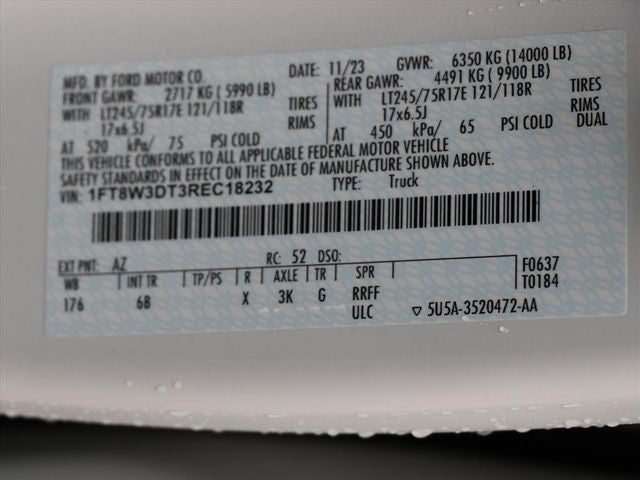 MFD. BY FORD MOTOR CO. DATE: 11/23 GVWR: 6350 KG (14000 LB)
FRONT GAWR: 2717 KG (5990 LB) REAR GAWR: 4491 KG (9900 LB)
WITH LT245/75R17E 121/118R TIRES WITH LT245/75R17E 121/118R TIRES
17x6.5J RIMS 17x6.5J RIMS
AT 520 kPa/ 75 PSI COLD AT 450 kPa/ 65 PSI COLD DUAL
THIS VEHICLE CONFORMS TO ALL APPLICABLE FEDERAL MOTOR VEHICLE
SAFETY STANDARDS IN EFFECT ON THE DATE OF MANUFACTURE SHOWN ABOVE.
VIN: 1FT8W3DT3REC18232 TYPE: Truck
EXT PNT: AZ RC: 52 DSO: F0637
WB INT TR TP/PS R AXLE TR SPR T0184
176 6B X 3K G RRFF
ULC ▽ 5U5A-3520472-AA